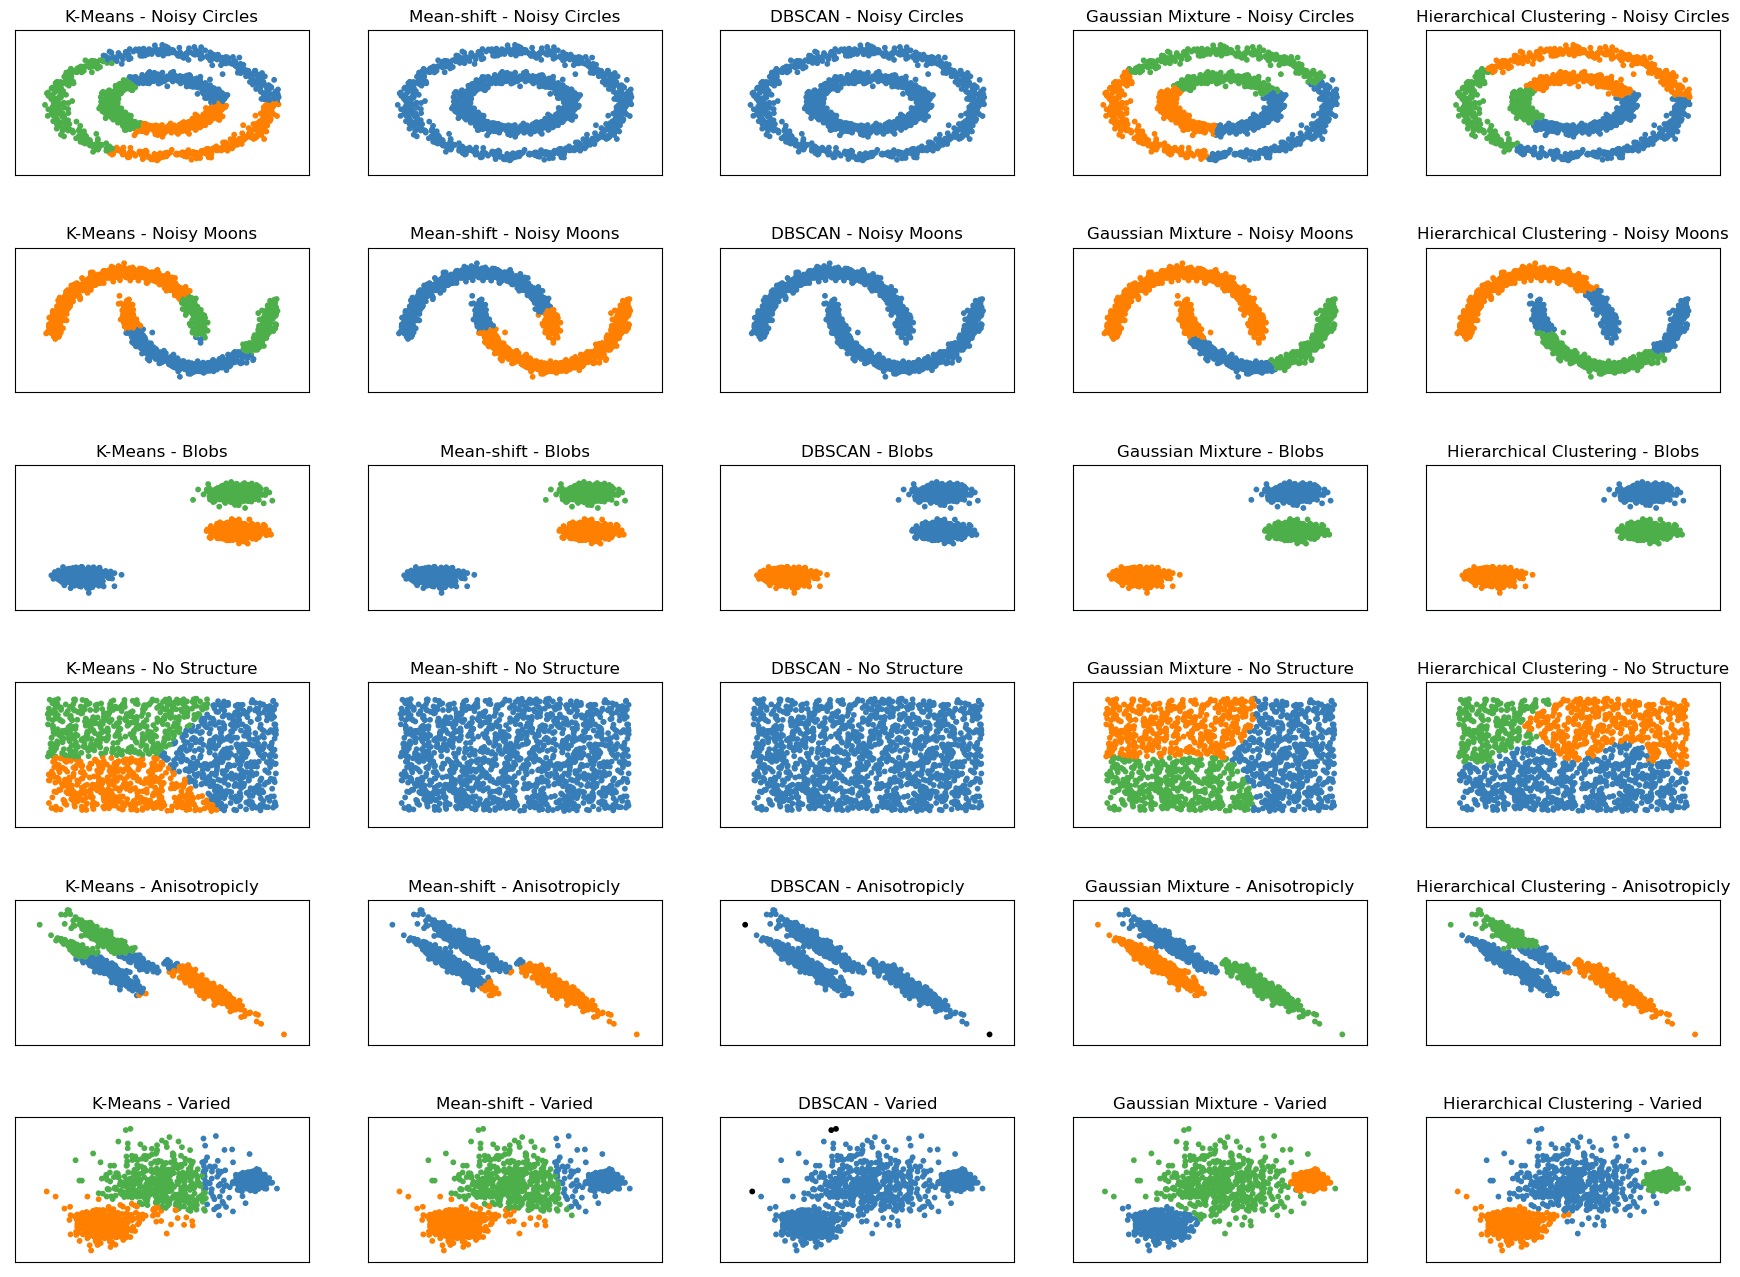 K-Means - Noisy Circles
Mean-shift - Noisy Circles
DBSCAN - Noisy Circles
Gaussian Mixture - Noisy Circles
Hierarchical Clustering - Noisy Circles
K-Means - Noisy Moons
Mean-shift - Noisy Moons
DBSCAN - Noisy Moons
Gaussian Mixture - Noisy Moons
Hierarchical Clustering - Noisy Moons
K-Means - Blobs
Mean-shift - Blobs
DBSCAN - Blobs
Gaussian Mixture - Blobs
Hierarchical Clustering - Blobs
K-Means - No Structure
Mean-shift - No Structure
DBSCAN - No Structure
Gaussian Mixture - No Structure
Hierarchical Clustering - No Structure
K-Means - Anisotropicly
Mean-shift - Anisotropicly
DBSCAN - Anisotropicly
Gaussian Mixture - Anisotropicly
Hierarchical Clustering - Anisotropicly
K-Means - Varied
Mean-shift - Varied
DBSCAN - Varied
Gaussian Mixture - Varied
Hierarchical Clustering - Varied